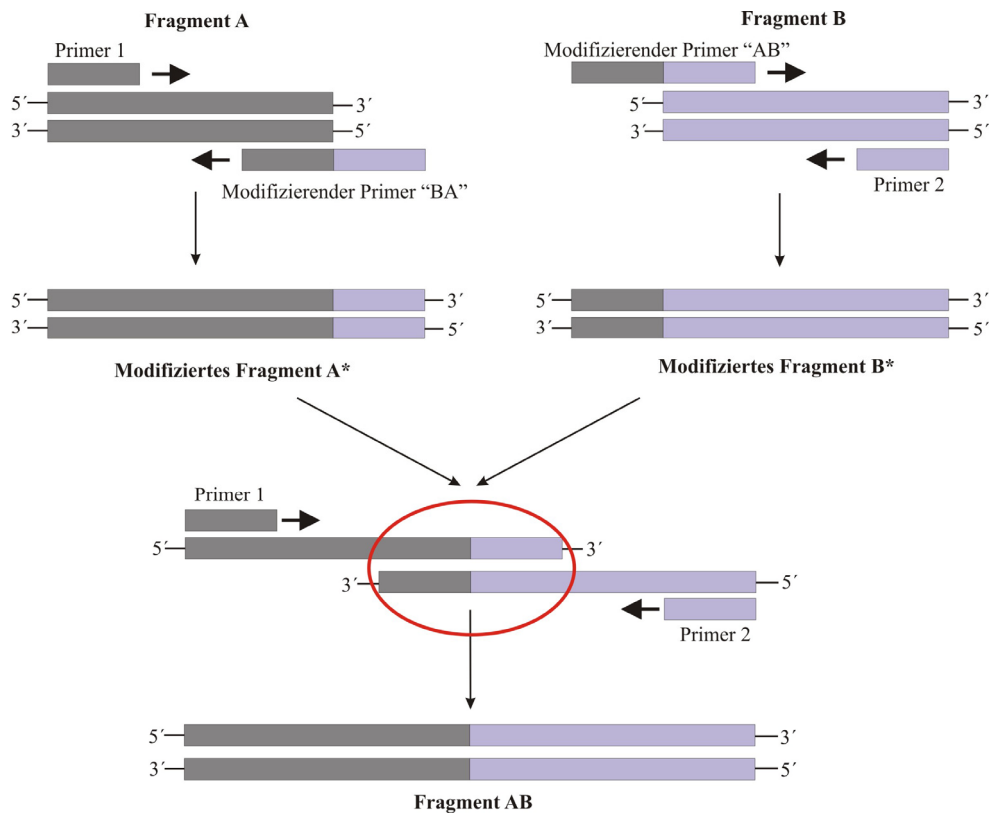 Fragment A
Fragment B
Primer 1
Modifizierender Primer “AB”
5´
3´
3´
5´
5´
3´
3´
5´
Modifizierender Primer “BA”
Primer 2
5´
3´
3´
5´
5´
3´
3´
5´
Modifiziertes Fragment A*
Modifiziertes Fragment B*
Primer 1
5´
3´
3´
5´
Primer 2
5´
3´
3´
5´
Fragment AB